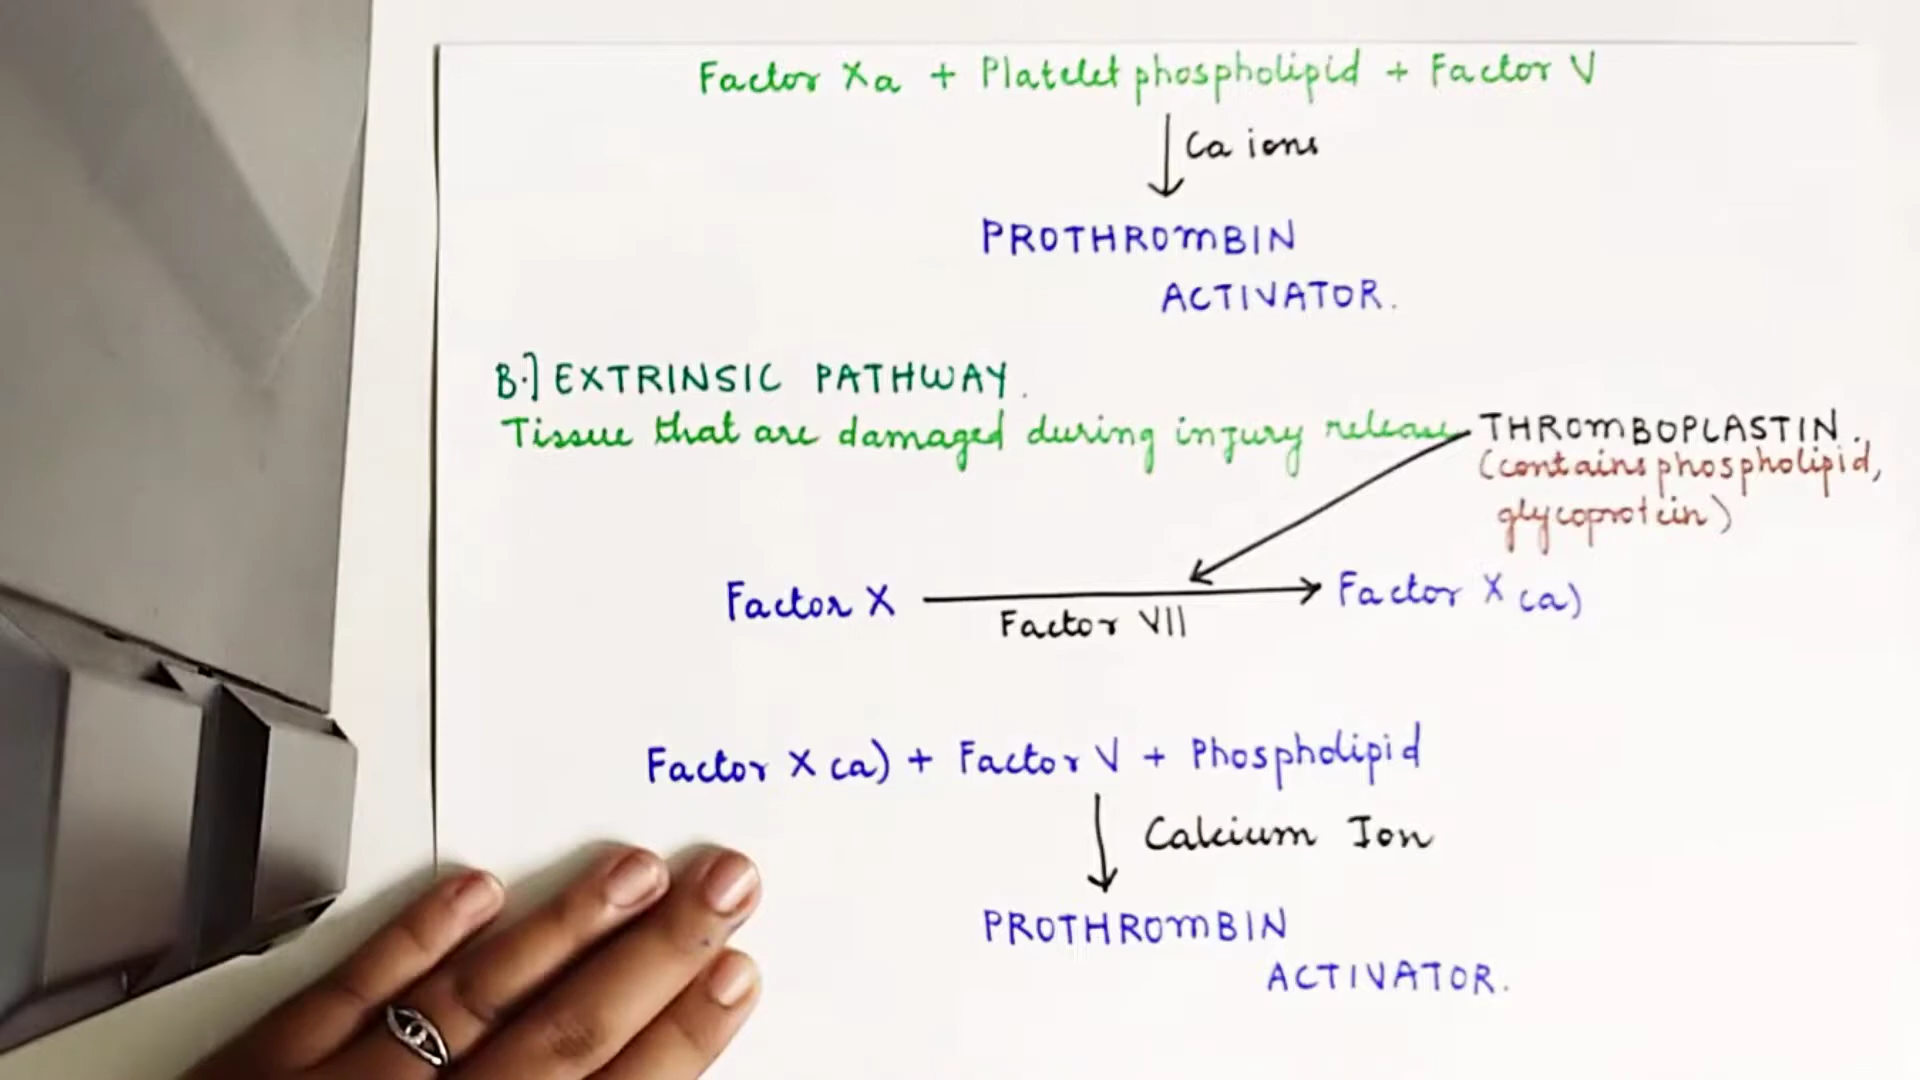 Factor Xa + Platelet phospholipid + Factor V
Ca ions
PROTHROMBIN
ACTIVATOR.
B.] EXTRINSIC PATHWAY.
Tissue that are damaged during injury release THROMBOPLASTIN.
(contains phospholipid,
glycoprotein)
Factor X
Factor VII
Factor X (a)
Factor X (a) + Factor V + Phospholipid
Calcium Ion
PROTHROMBIN
ACTIVATOR.